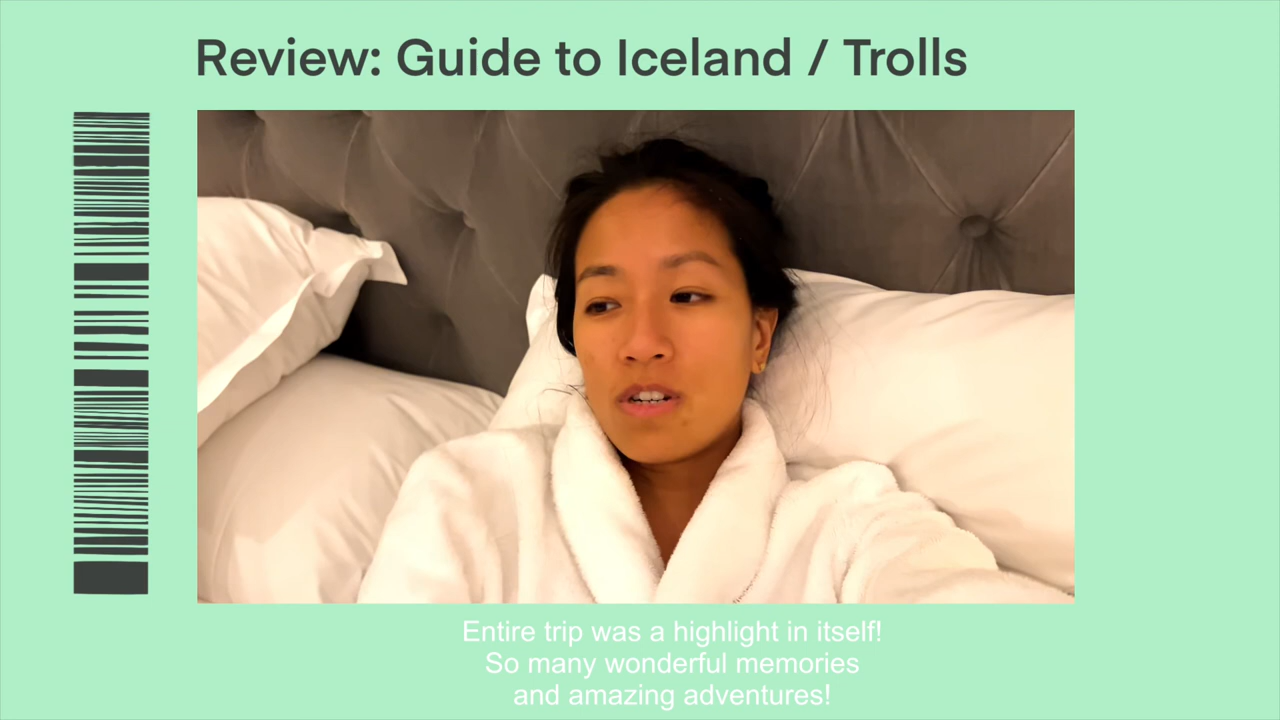 Review: Guide to Iceland / Trolls
Entire trip was a highlight in itself!
So many wonderful memories
and amazing adventures!